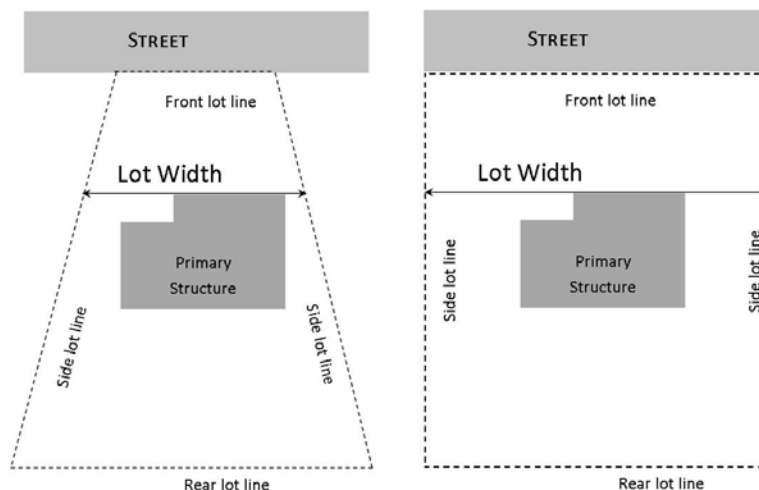 STREET
Front lot line
Lot Width
Primary
Structure
Side lot line
Side lot line
Rear lot line
STREET
Front lot line
Lot Width
Side lot line
Primary
Structure
Side lot line
Rear lot line